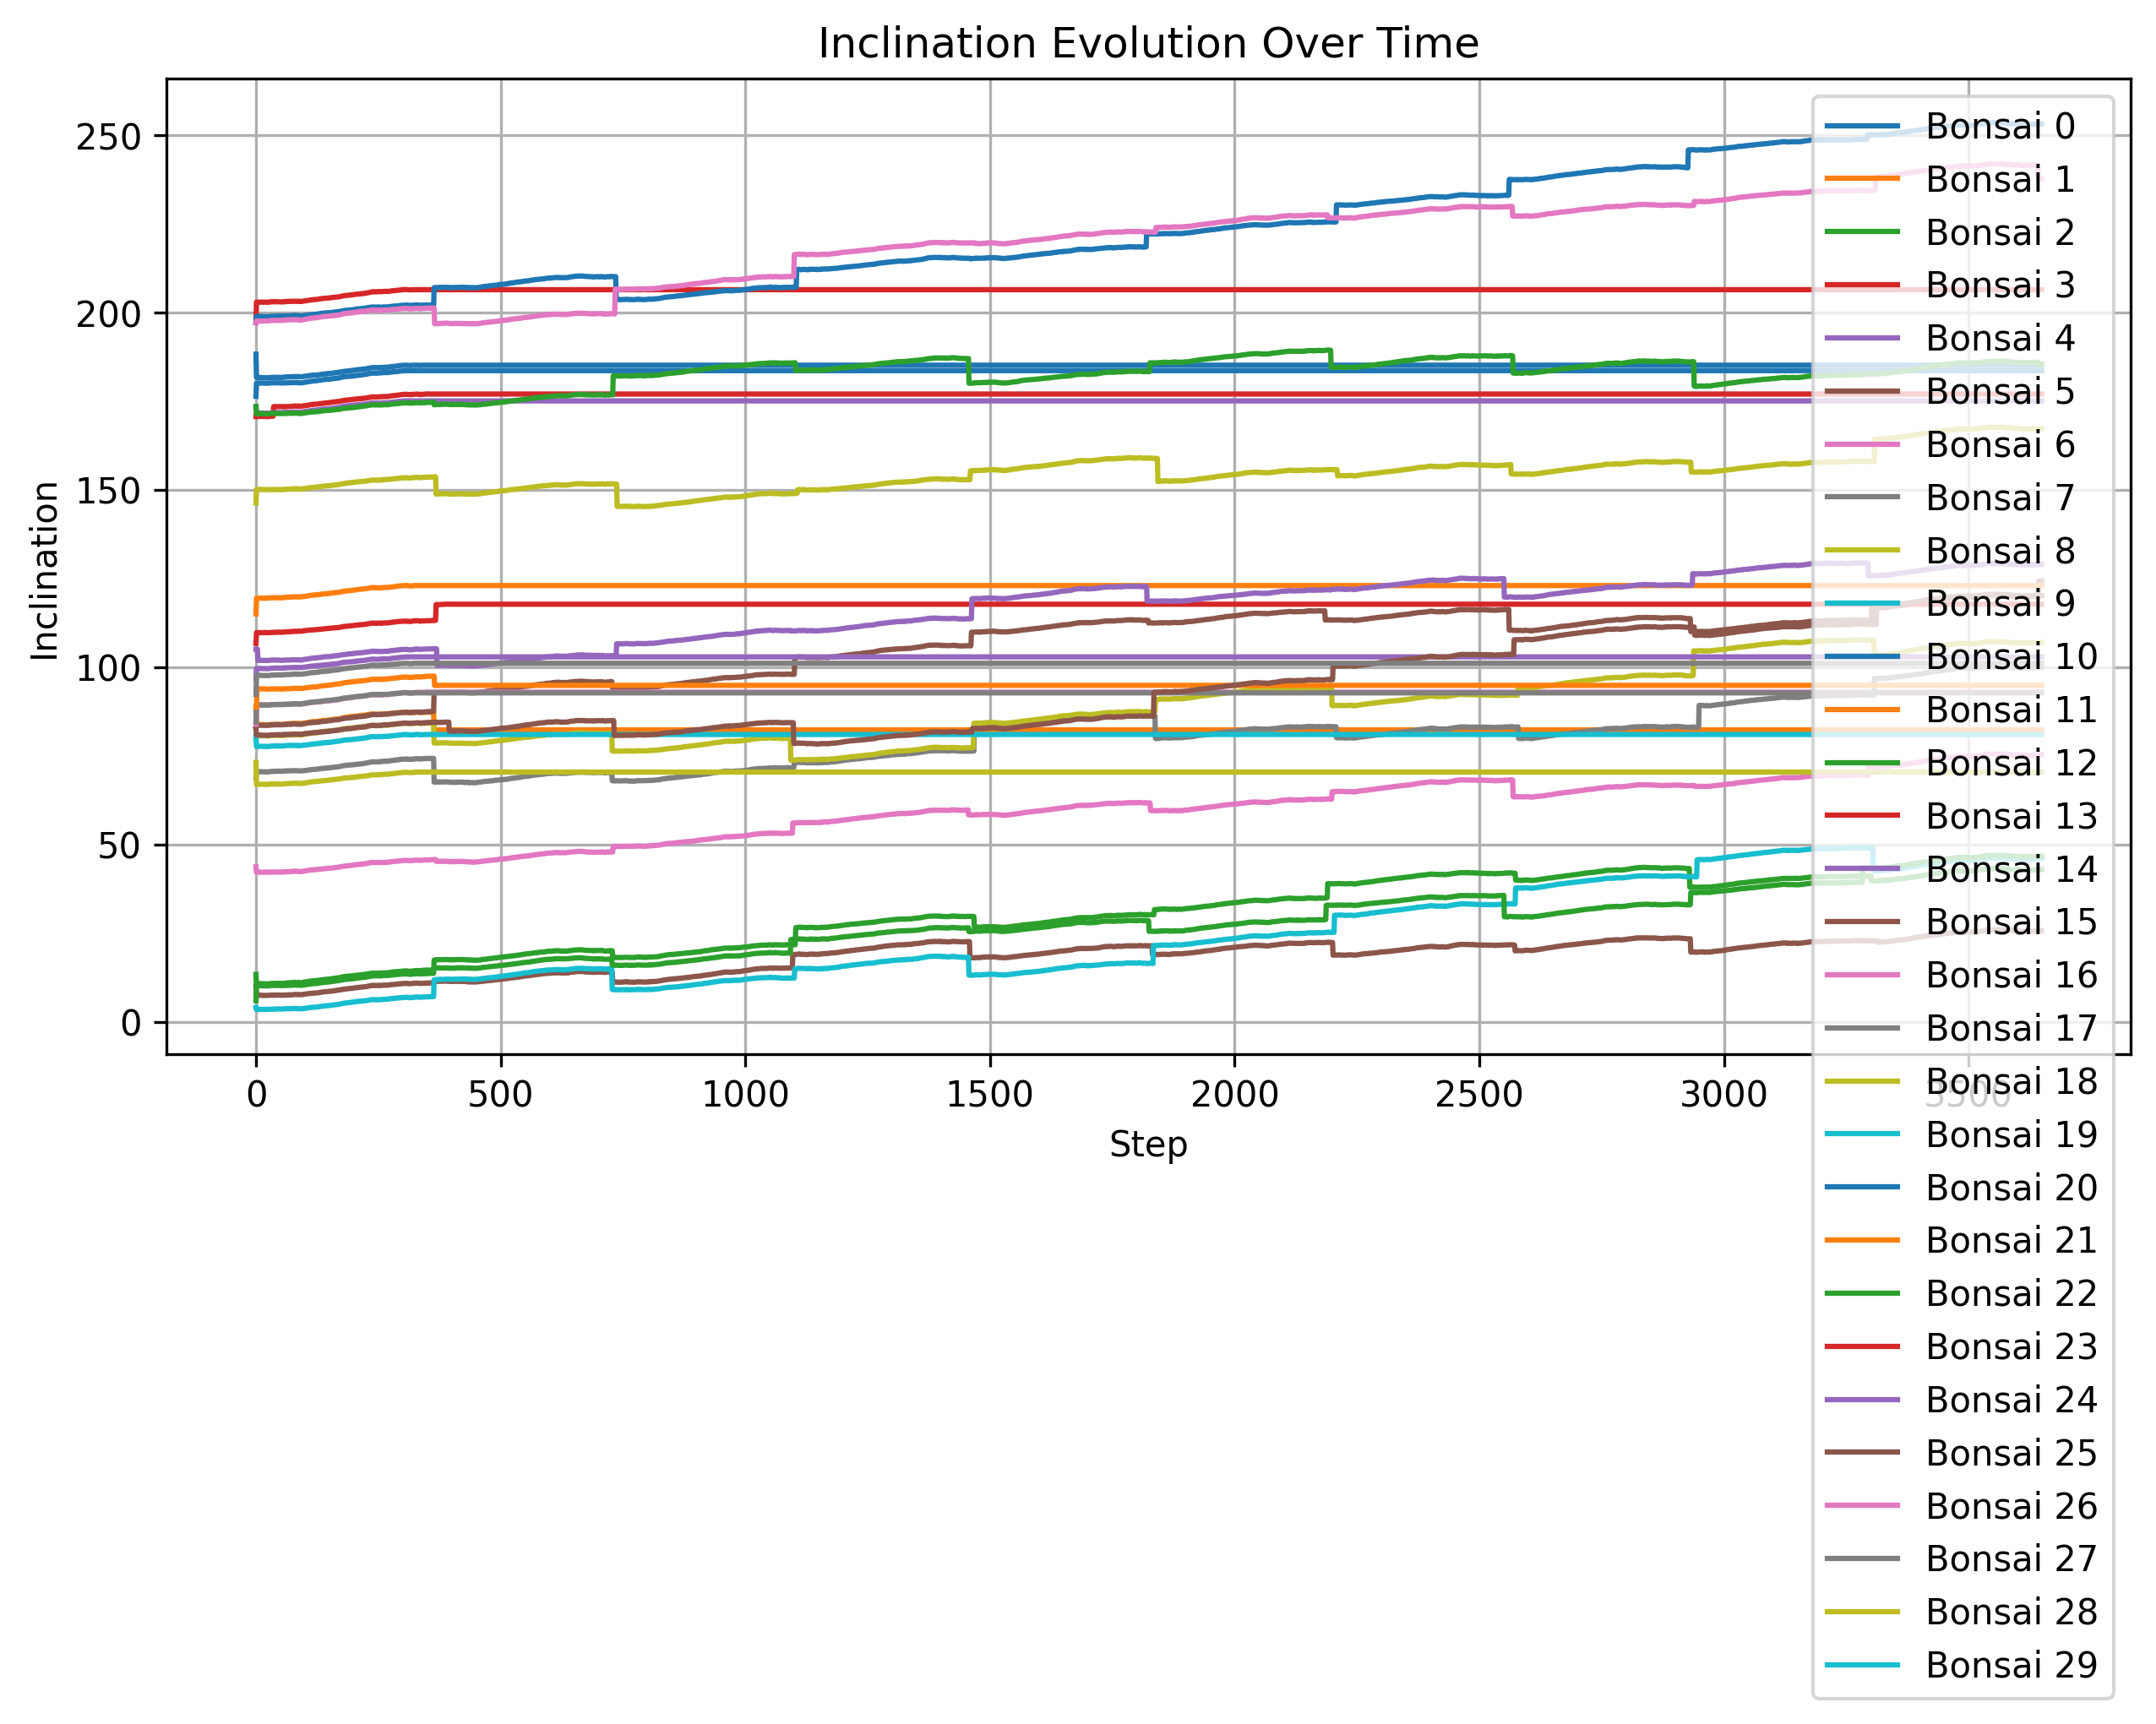 Inclination Evolution Over Time
Inclination
250
200
150
100
50
0
0 500 1000 1500 2000 2500 3000 3500
Step
Bonsai 0
Bonsai 1
Bonsai 2
Bonsai 3
Bonsai 4
Bonsai 5
Bonsai 6
Bonsai 7
Bonsai 8
Bonsai 9
Bonsai 10
Bonsai 11
Bonsai 12
Bonsai 13
Bonsai 14
Bonsai 15
Bonsai 16
Bonsai 17
Bonsai 18
Bonsai 19
Bonsai 20
Bonsai 21
Bonsai 22
Bonsai 23
Bonsai 24
Bonsai 25
Bonsai 26
Bonsai 27
Bonsai 28
Bonsai 29